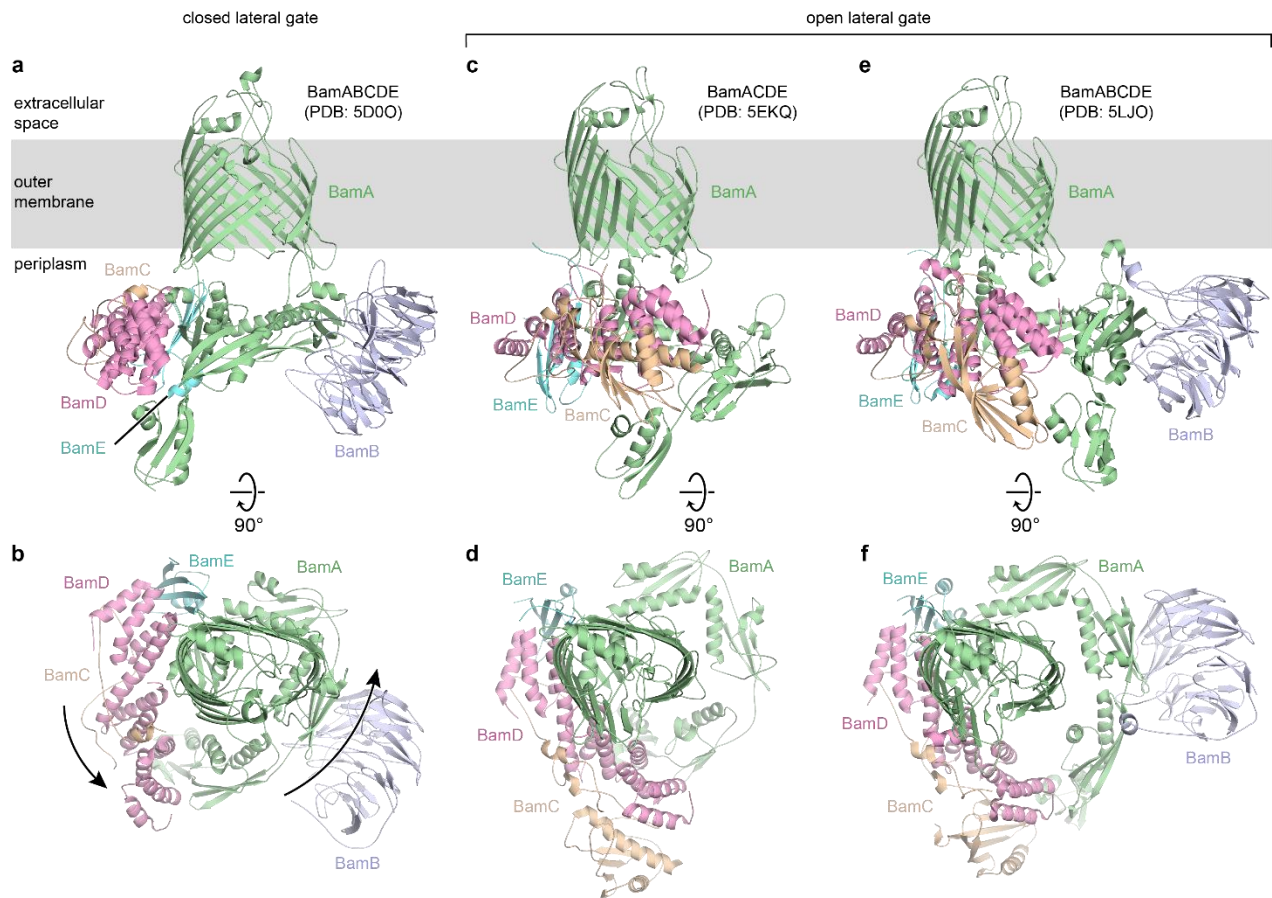 closed lateral gate
open lateral gate
a
BamABCDE
(PDB: 5D0O)
c
BamACDE
(PDB: 5EKQ)
e
BamABCDE
(PDB: 5LJO)
extracellular
space
outer
membrane
periplasm
BamA
BamA
BamA
BamC
BamD
BamE
BamB
BamD
BamE
BamC
BamD
BamE
BamC
BamB
90°
90°
90°
b
BamE
BamA
BamD
BamC
BamB
d
BamE
BamA
BamD
BamC
f
BamE
BamA
BamD
BamC
BamB